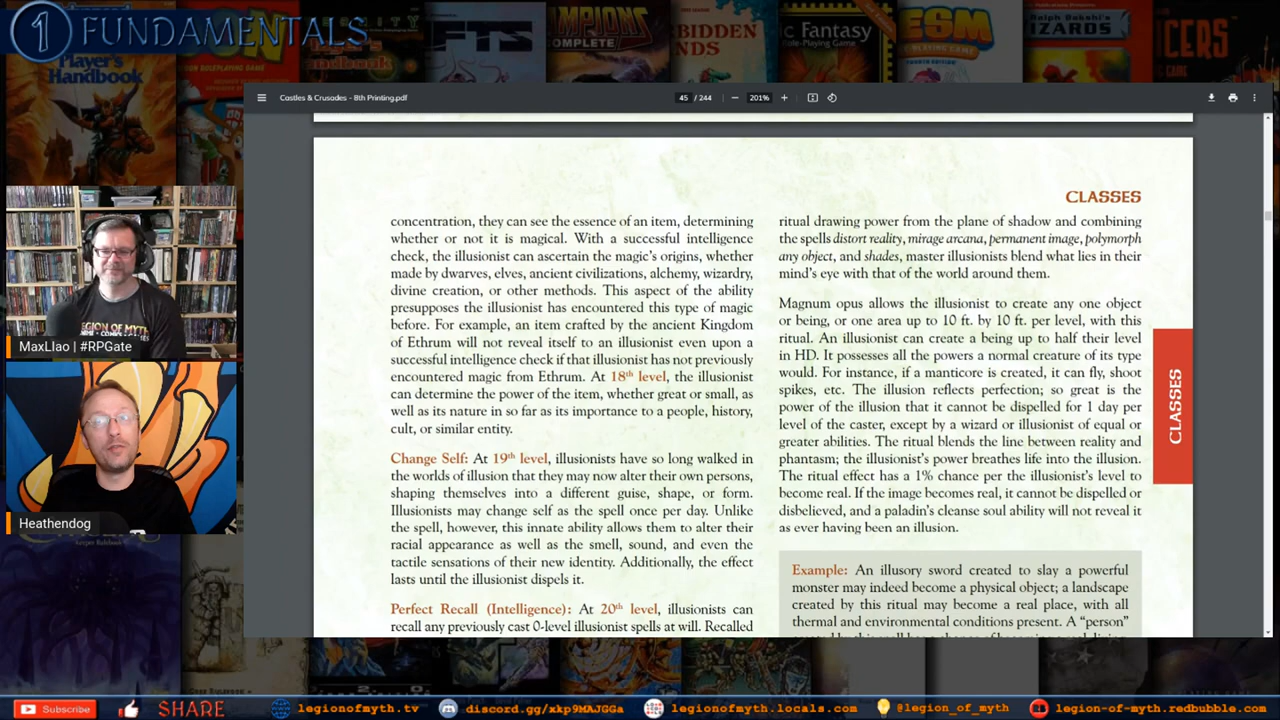 1 FUNDAMENTALS
Player's
Handbook
FTS
COMPLETE
Role-Playing Game
Ralph Bakshi's
WIZARDS
Castles & Crusades - 8th Printing.pdf
45 / 244
201%
CLASSES
concentration, they can see the essence of an item, determining
whether or not it is magical. With a successful intelligence
check, the illusionist can ascertain the magic's origins, whether
made by dwarves, elves, ancient civilizations, alchemy, wizardry,
divine creation, or other methods. This aspect of the ability
presupposes the illusionist has encountered this type of magic
before. For example, an item crafted by the ancient Kingdom
of Ethrum will not reveal itself to an illusionist even upon a
successful intelligence check if that illusionist has not previously
encountered magic from Ethrum. At 18th level, the illusionist
can determine the power of the item, whether great or small, as
well as its nature in so far as its importance to a people, history,
cult, or similar entity.
Change Self: At 19th level, illusionists have so long walked in
the worlds of illusion that they may now alter their own persons,
shaping themselves into a different guise, shape, or form.
Illusionists may change self as the spell once per day. Unlike
the spell, however, this innate ability allows them to alter their
racial appearance as well as the smell, sound, and even the
tactile sensations of their new identity. Additionally, the effect
lasts until the illusionist dispels it.
Perfect Recall (Intelligence): At 20th level, illusionists can
recall any previously cast 0-level illusionist spells at will. Recalled
ritual drawing power from the plane of shadow and combining
the spells distort reality, mirage arcana, permanent image, polymorph
any object, and shades, master illusionists blend what lies in their
mind's eye with that of the world around them.
Magnum opus allows the illusionist to create any one object
or being, or one area up to 10 ft. by 10 ft. per level, with this
ritual. An illusionist can create a being up to half their level
in HD. It possesses all the powers a normal creature of its type
would. For instance, if a manticore is created, it can fly, shoot
spikes, etc. The illusion reflects perfection; so great is the
power of the illusion that it cannot be dispelled for 1 day per
level of the caster, except by a wizard or illusionist of equal or
greater abilities. The ritual blends the line between reality and
phantasm; the illusionist's power breathes life into the illusion.
The ritual effect has a 1% chance per the illusionist's level to
become real. If the image becomes real, it cannot be dispelled or
disbelieved, and a paladin's cleanse soul ability will not reveal it
as ever having been an illusion.
Example: An illusory sword created to slay a powerful
monster may indeed become a physical object; a landscape
created by this ritual may become a real place, with all
thermal and environmental conditions present. A “person”
CLASSES
LEGION OF MYTH
MaxLIao | #RPGate
Heathendog
Subscribe
SHARE
legionofmyth.tv
discord.gg/xkp9MAJGGa
legionofmyth.locals.com
@legion_of_myth
legion-of-myth.redbubble.com